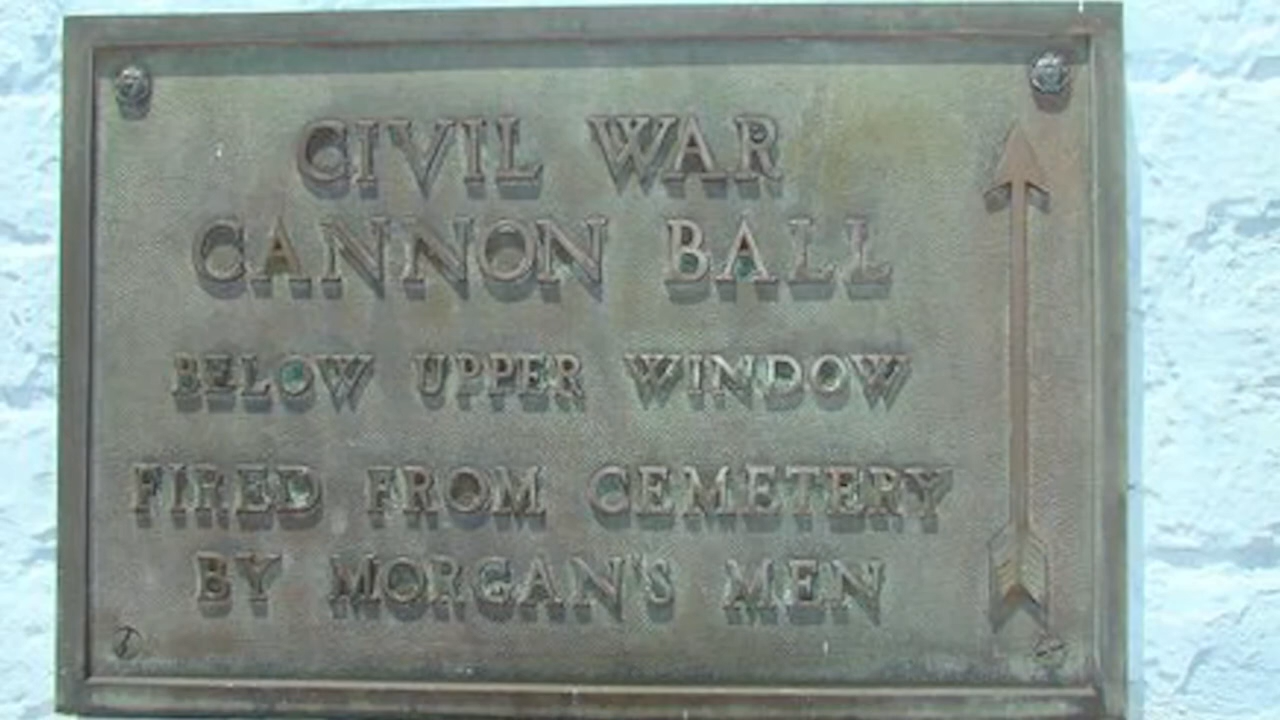 CIVIL WAR
CANNON BALL
BELOW UPPER WINDOW
FIRED FROM CEMETERY
BY MORGAN'S MEN